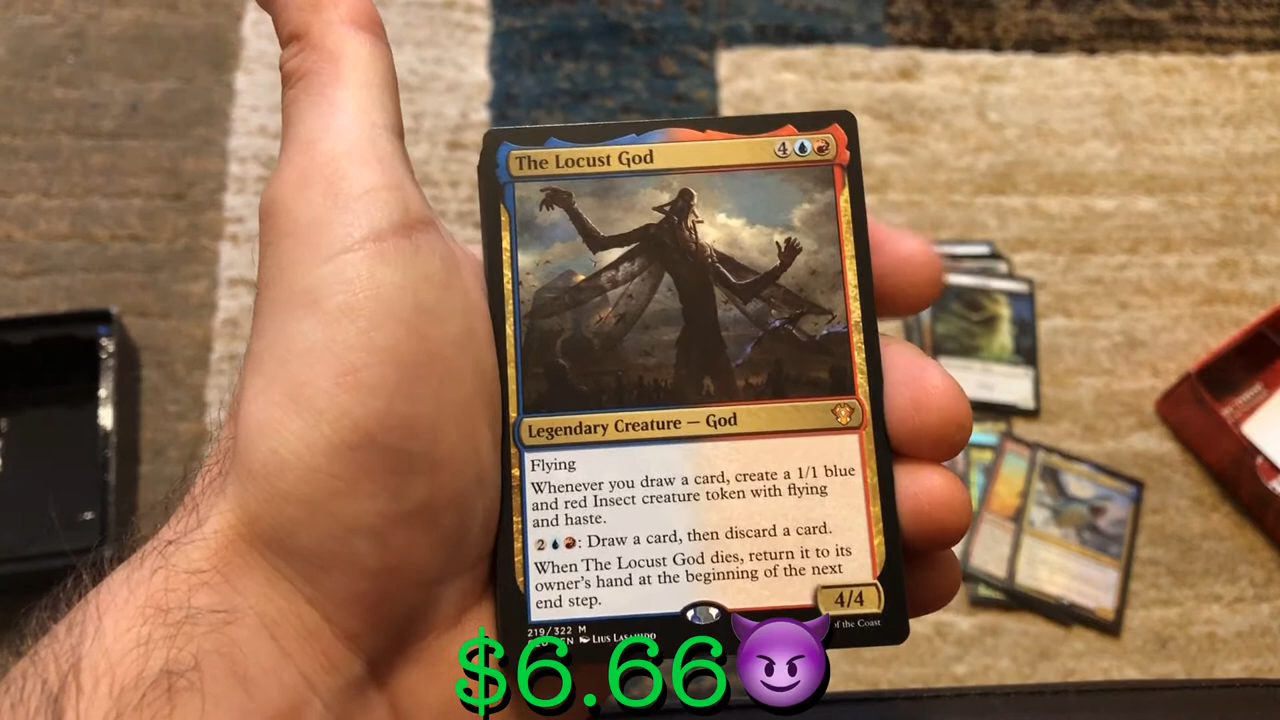 The Locust God 4
Legendary Creature — God
Flying
Whenever you draw a card, create a 1/1 blue
and red Insect creature token with flying
and haste.
2 : Draw a card, then discard a card.
When The Locust God dies, return it to its
owner's hand at the beginning of the next
end step.
4/4
219/322 M
EN Lius Lasahido
of the Coast
$6.66😈